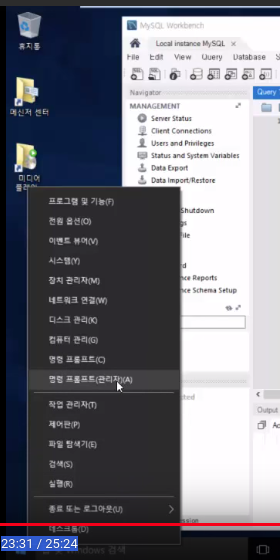 휴지통
메신저 센터
미디어
플레이
MySQL Workbench
Local instance MySQL
File Edit View Query Database
Navigator
Query
MANAGEMENT
Server Status
Client Connections
Users and Privileges
Status and System Variables
Data Export
Data Import/Restore
Shutdown
ance Reports
ance Schema Setup
Output
Ac
프로그램 및 기능(F)
전원 옵션(O)
이벤트 뷰어(V)
시스템(Y)
장치 관리자(M)
네트워크 연결(W)
디스크 관리(K)
컴퓨터 관리(G)
명령 프롬프트(C)
명령 프롬프트(관리자)(A)
작업 관리자(T)
제어판(P)
파일 탐색기(E)
검색(S)
실행(R)
종료 또는 로그아웃(U)
데스크톱(D)
23:31 / 25:24
검색